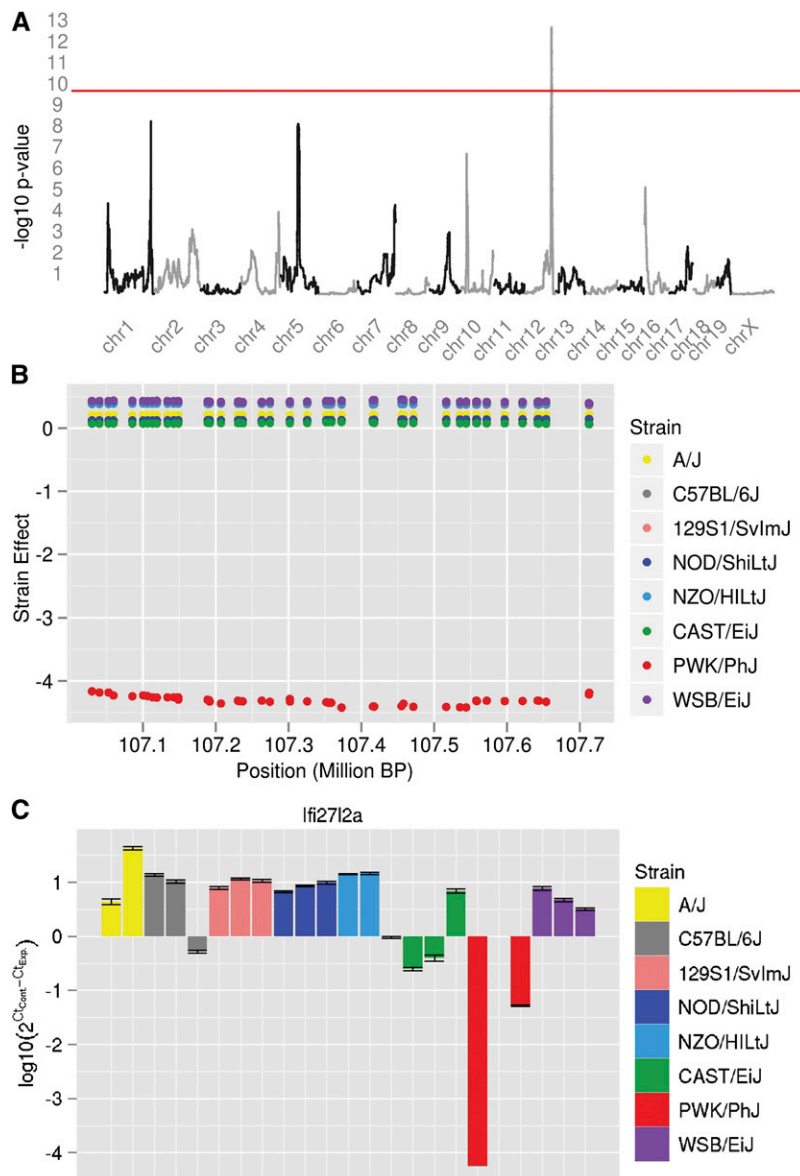 A
13
12
11
10
9
8
7
6
5
4
3
2
1
-log10 p-value
chr1
chr2
chr3
chr4
chr5
chr6
chr7
chr8
chr9
chr10
chr11
chr12
chr13
chr14
chr15
chr16
chr17
chr18
chr19
chrX
B
0
-1
-2
-3
-4
Strain Effect
107.1
107.2
107.3
107.4
107.5
107.6
107.7
Position (Million BP)
Strain
A/J
C57BL/6J
129S1/SvImJ
NOD/ShiLtJ
NZO/HILtJ
CAST/EiJ
PWK/PhJ
WSB/EiJ
C
Ifi27l2a
1
0
-1
-2
-3
-4
log10(2^Ct_Cont.-Ct_Exp.)
Strain
A/J
C57BL/6J
129S1/SvImJ
NOD/ShiLtJ
NZO/HILtJ
CAST/EiJ
PWK/PhJ
WSB/EiJ